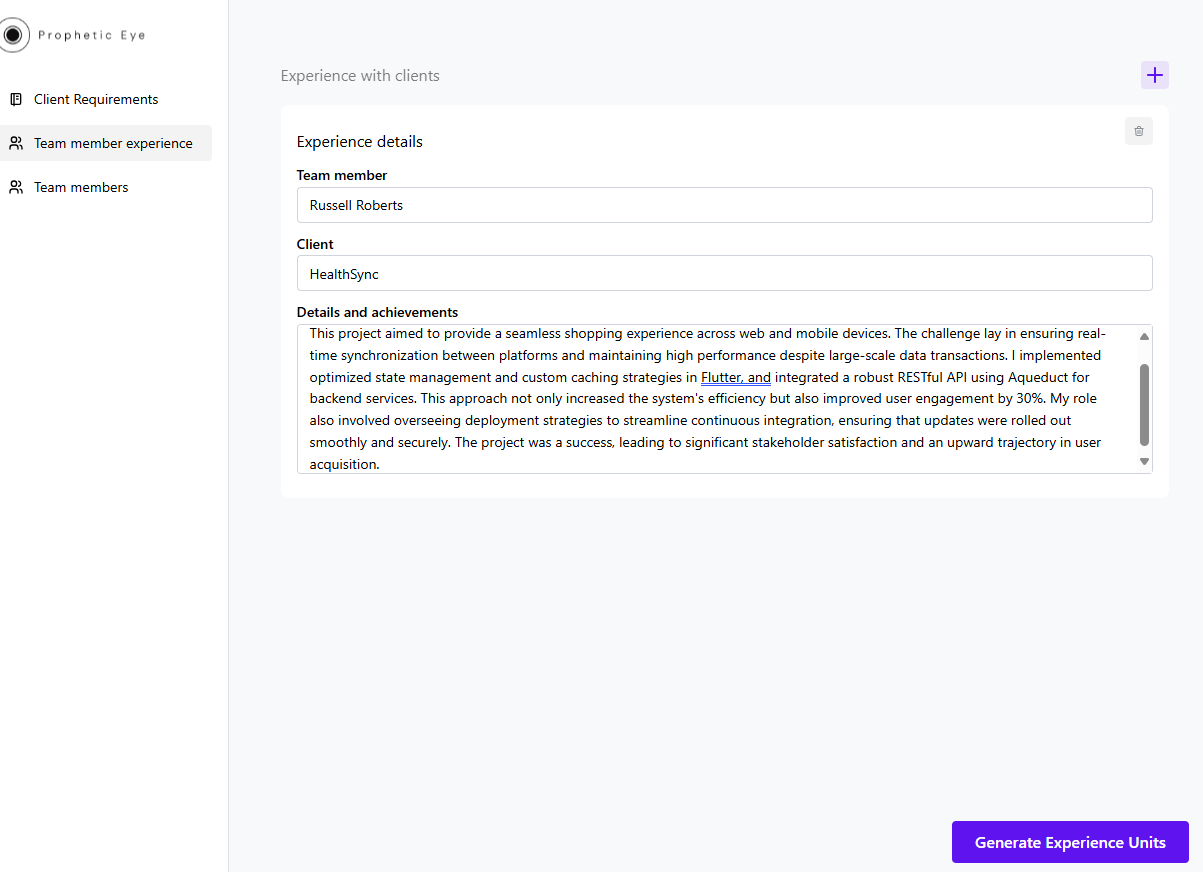 Prophetic Eye
Client Requirements
Team member experience
Team members
Experience with clients
Experience details
Team member
Russell Roberts
Client
HealthSync
Details and achievements
This project aimed to provide a seamless shopping experience across web and mobile devices. The challenge lay in ensuring real-
time synchronization between platforms and maintaining high performance despite large-scale data transactions. I implemented
optimized state management and custom caching strategies in Flutter, and integrated a robust RESTful API using Aqueduct for
backend services. This approach not only increased the system's efficiency but also improved user engagement by 30%. My role
also involved overseeing deployment strategies to streamline continuous integration, ensuring that updates were rolled out
smoothly and securely. The project was a success, leading to significant stakeholder satisfaction and an upward trajectory in user
acquisition.
Generate Experience Units